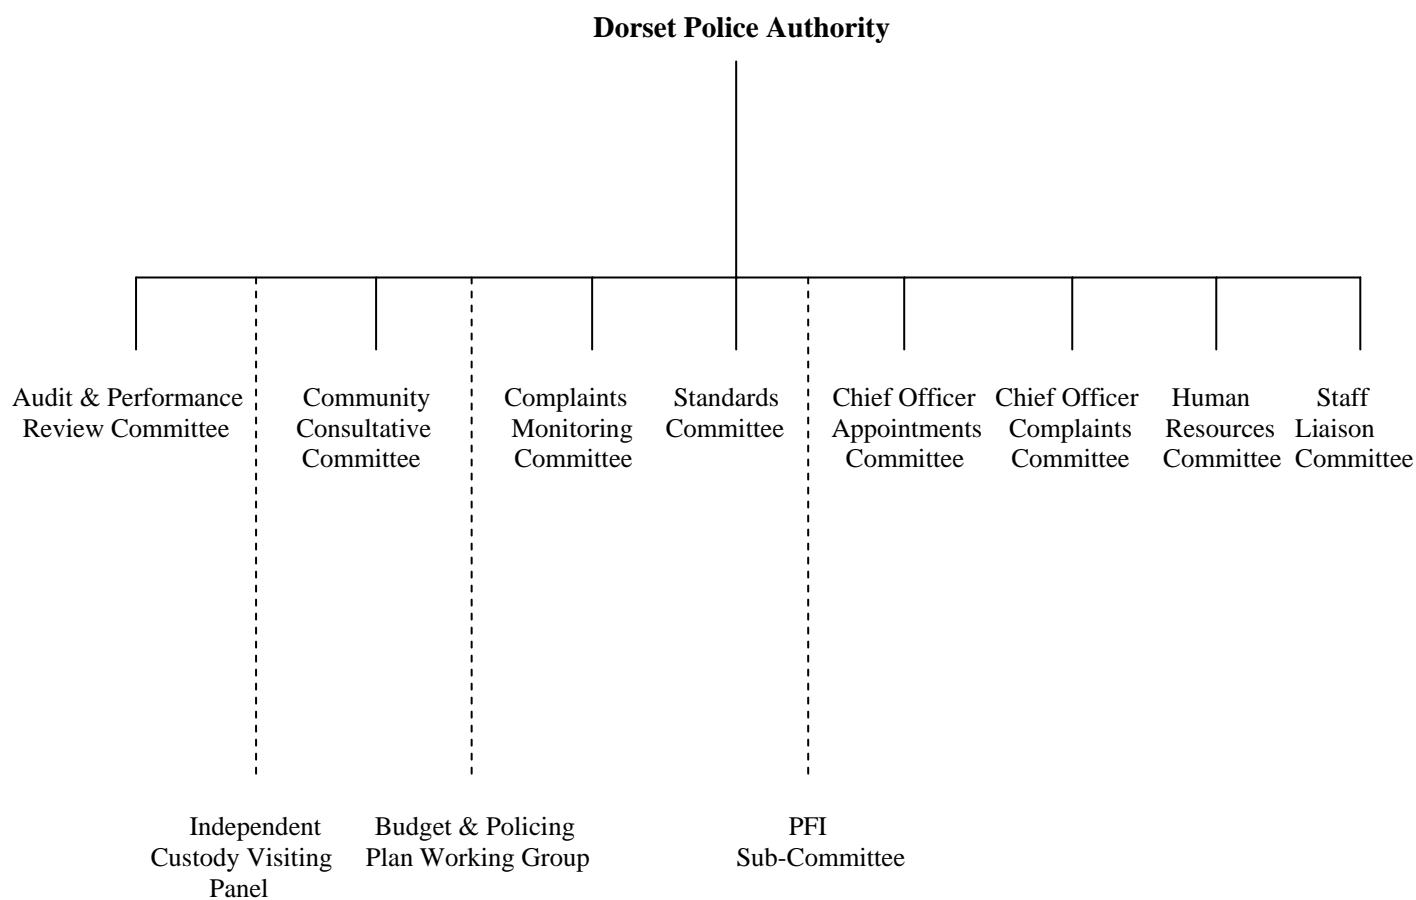 Dorset Police Authority
Audit & Performance
Review Committee
Community
Consultative
Committee
Complaints
Monitoring
Committee
Standards
Committee
Chief Officer
Appointments
Committee
Chief Officer
Complaints
Committee
Human
Resources
Committee
Staff
Liaison
Committee
Independent
Custody Visiting
Panel
Budget & Policing
Plan Working Group
PFI
Sub-Committee